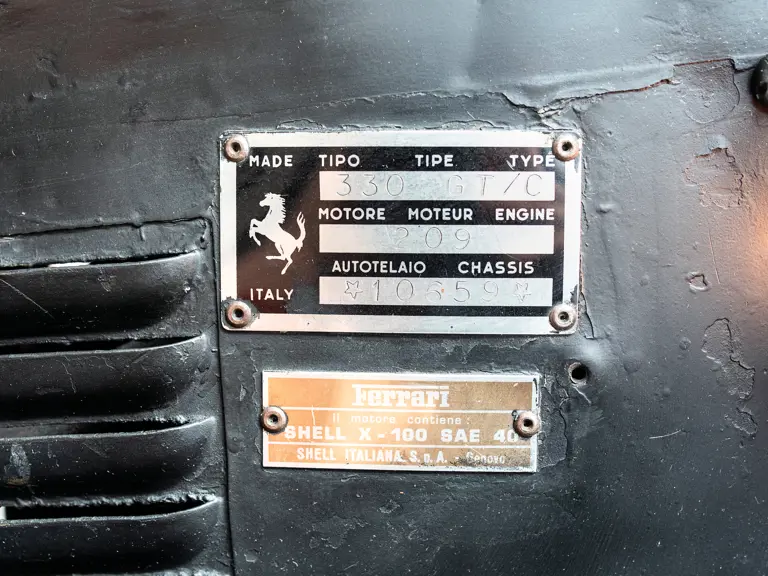 MADE TIPO TIPE TYPE
330 GT/C
MOTORE MOTEUR ENGINE
209
AUTOTELAIO CHASSIS
☆10659☆
ITALY
Ferrari
Il motore contiene:
SHELL X-100 SAE 40
SHELL ITALIANA S.p.A. - Genova